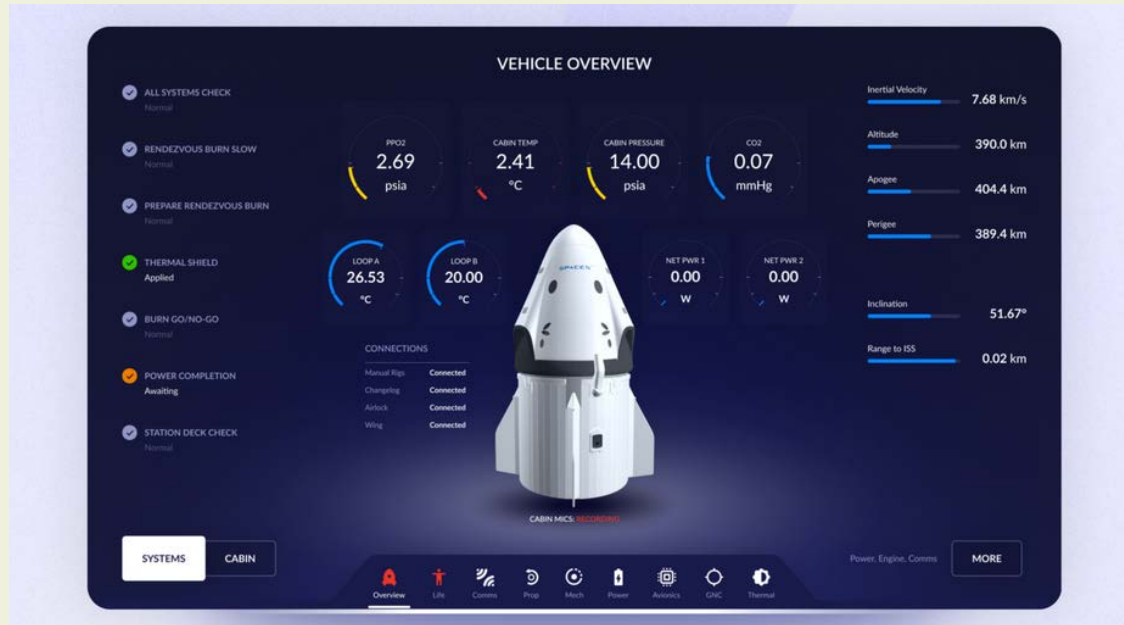 VEHICLE OVERVIEW
ALL SYSTEMS CHECK
Normal
RENDEZVOUS BURN SLOW
Normal
PREPARE RENDEZVOUS BURN
Normal
THERMAL SHIELD
Applied
BURN GO/NO-GO
Normal
POWER COMPLETION
Awaiting
STATION DECK CHECK
Normal
PPO2
2.69
psia
CABIN TEMP
2.41
°C
CABIN PRESSURE
14.00
psia
CO2
0.07
mmHg
LOOP A
26.53
°C
LOOP B
20.00
°C
NET PWR 1
0.00
W
NET PWR 2
0.00
W
SPACEX
CONNECTIONS
Manual Rigs Connected
Changelog Connected
Airlock Connected
Wing Connected
CABIN MICS: RECORDING
Inertial Velocity
7.68 km/s
Altitude
390.0 km
Apogee
404.4 km
Perigee
389.4 km
Inclination
51.67°
Range to ISS
0.02 km
SYSTEMS CABIN
Overview Life Comms Prop Mech Power Avionics GNC Thermal
Power, Engine, Comms MORE